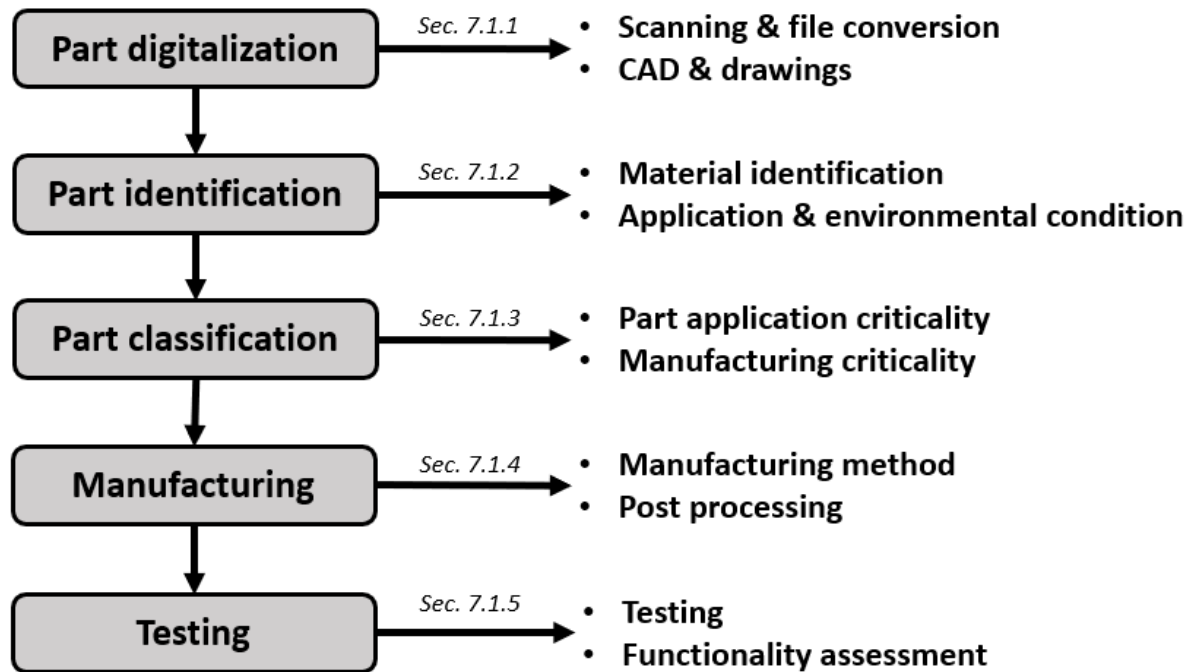 Part digitalization
Sec. 7.1.1
• Scanning & file conversion
• CAD & drawings
Part identification
Sec. 7.1.2
• Material identification
• Application & environmental condition
Part classification
Sec. 7.1.3
• Part application criticality
• Manufacturing criticality
Manufacturing
Sec. 7.1.4
• Manufacturing method
• Post processing
Testing
Sec. 7.1.5
• Testing
• Functionality assessment